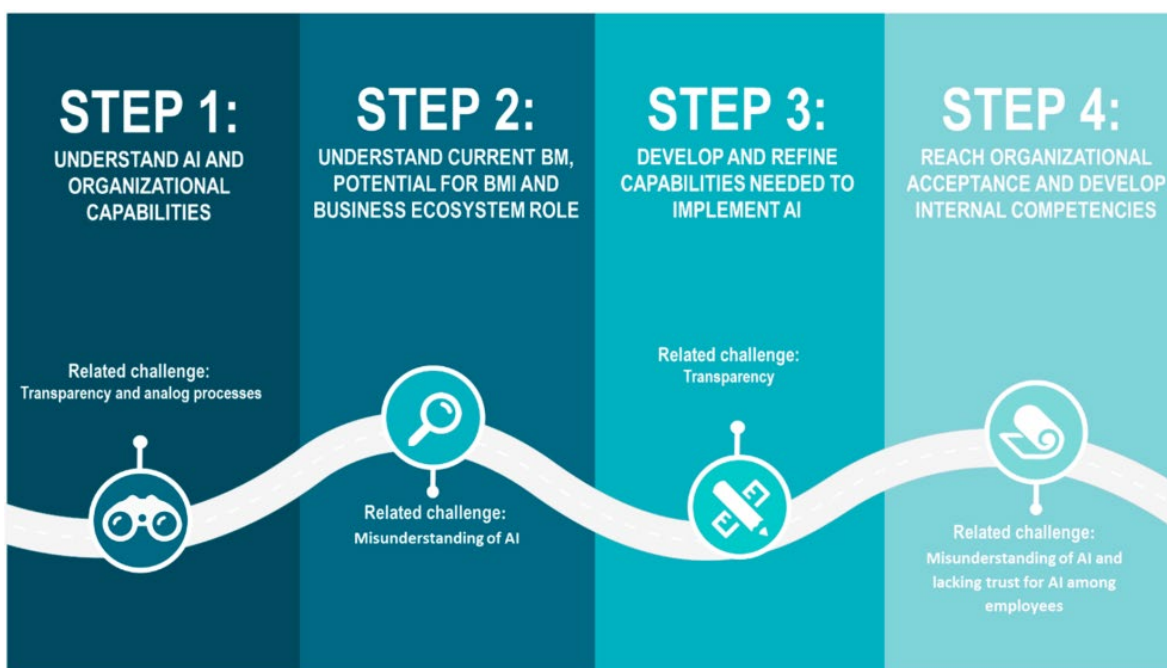 STEP 1:
UNDERSTAND AI AND
ORGANIZATIONAL
CAPABILITIES
Related challenge:
Transparency and analog processes
STEP 2:
UNDERSTAND CURRENT BM,
POTENTIAL FOR BMI AND
BUSINESS ECOSYSTEM ROLE
Related challenge:
Misunderstanding of AI
STEP 3:
DEVELOP AND REFINE
CAPABILITIES NEEDED TO
IMPLEMENT AI
Related challenge:
Transparency
STEP 4:
REACH ORGANIZATIONAL
ACCEPTANCE AND DEVELOP
INTERNAL COMPETENCIES
Related challenge:
Misunderstanding of AI and
lacking trust for AI among
employees